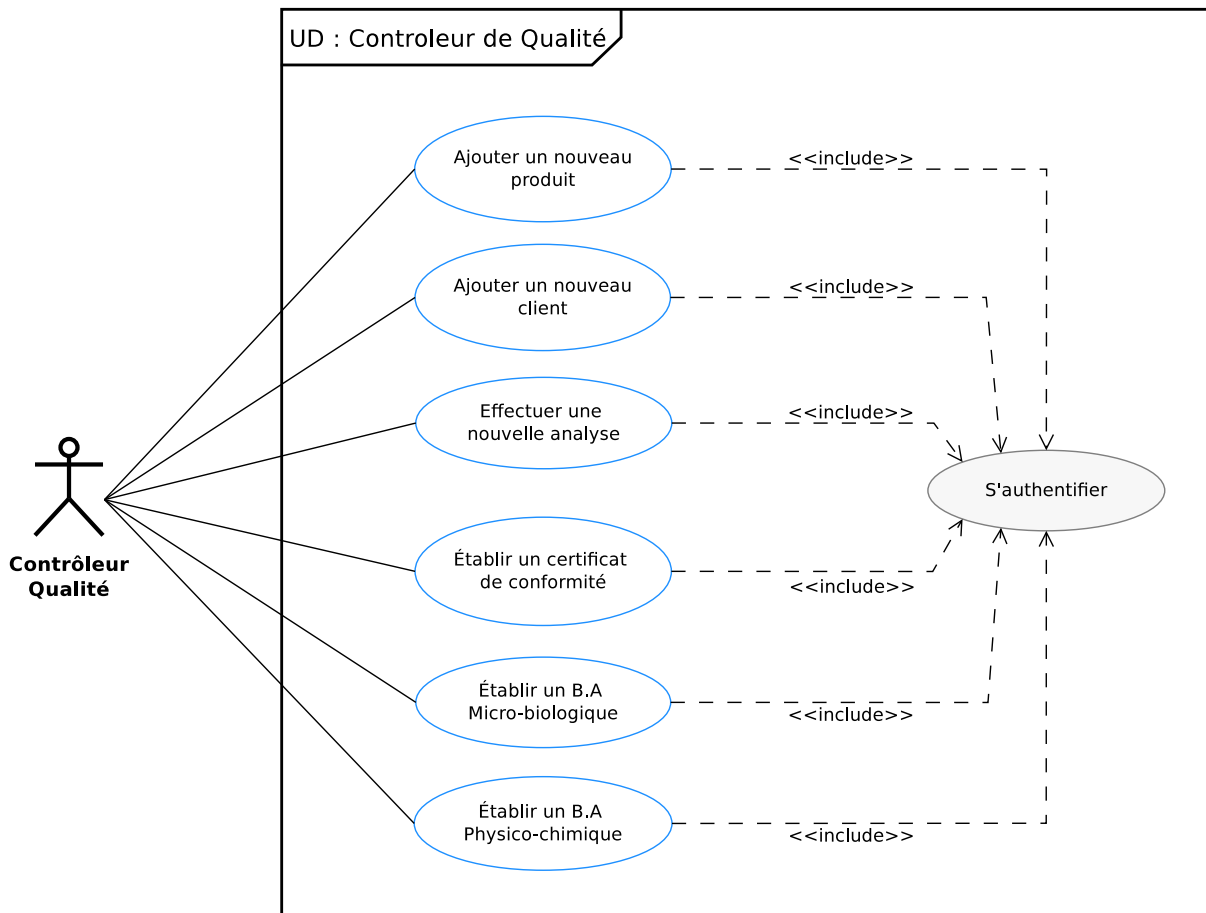 UD : Controleur de Qualité
Ajouter un nouveau
produit
<<include>>
Ajouter un nouveau
client
<<include>>
Effectuer une
nouvelle analyse
<<include>>
S'authentifier
Contrôleur
Qualité
Établir un certificat
de conformité
<<include>>
Établir un B.A
Micro-biologique
<<include>>
Établir un B.A
Physico-chimique
<<include>>